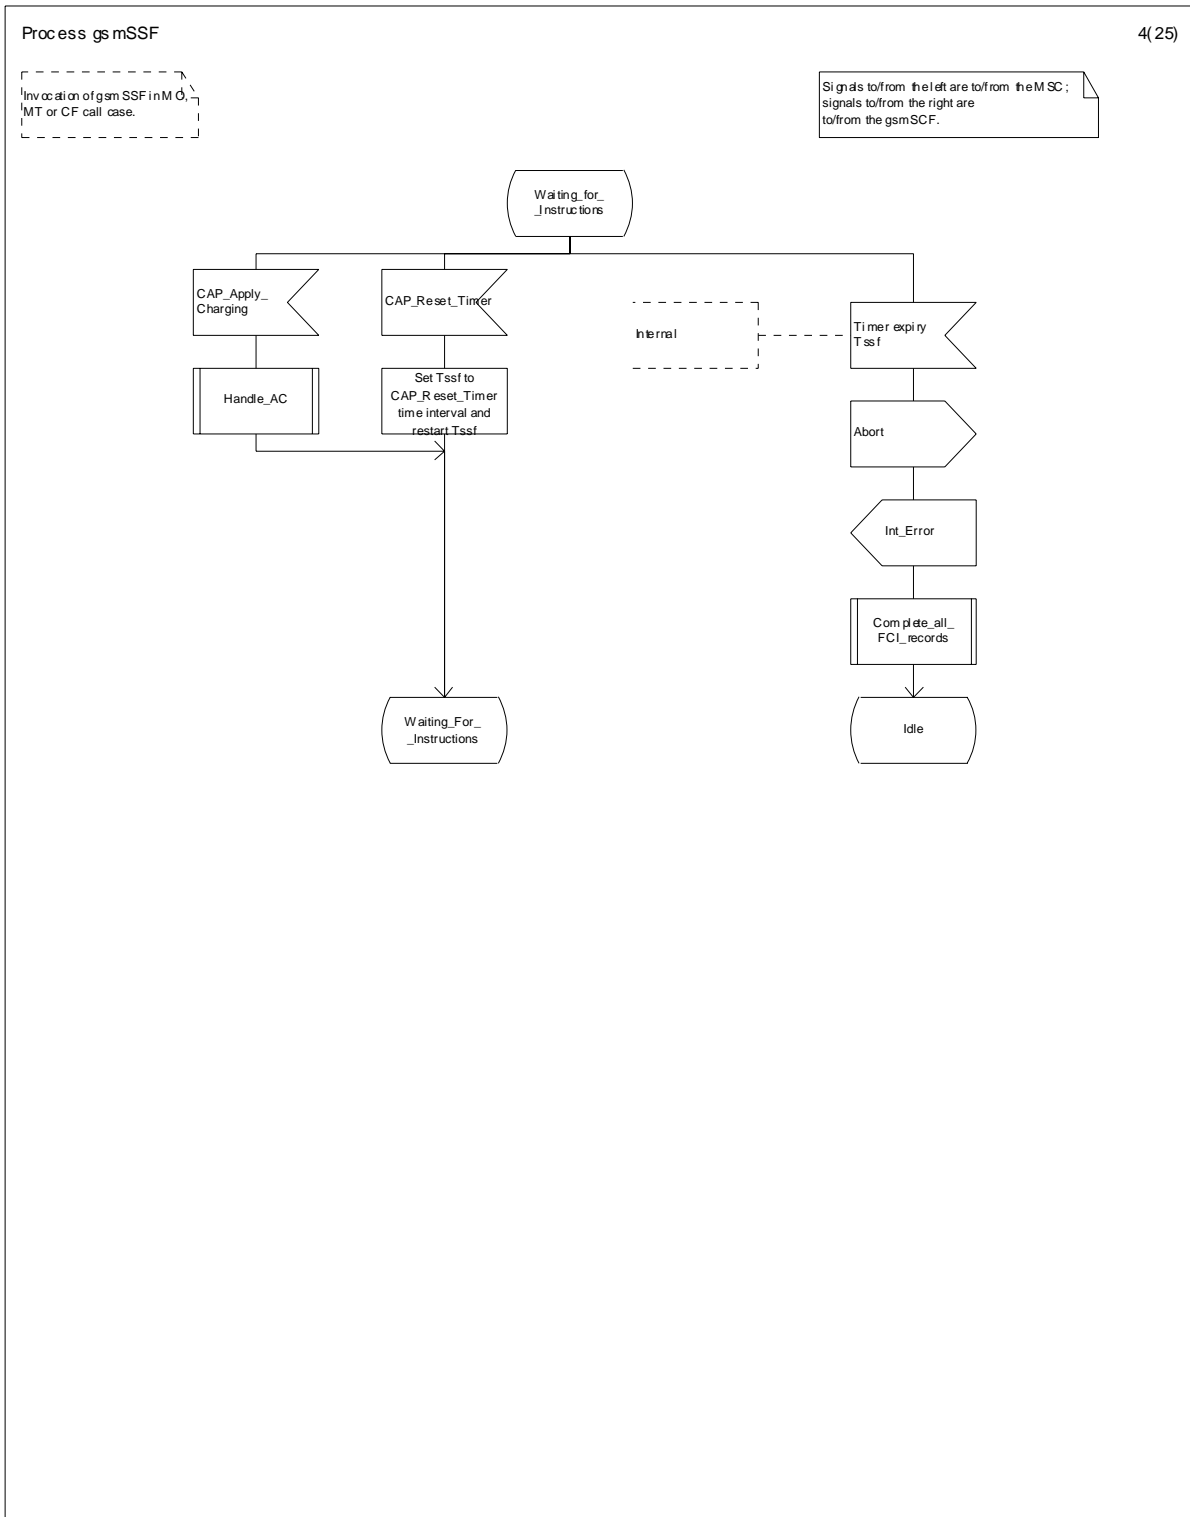 Process gsmSSF
4(25)
Invocation of gsmSSF in MO,
MT or CF call case.
Signals to/from the left are to/from the MSC;
signals to/from the right are
to/from the gsmSCF.
Waiting_for_
_Instructions
CAP_Apply_
Charging
CAP_Reset_Timer
Internal
Timer expiry
Tssf
Handle_AC
Set Tssf to
CAP_Reset_Timer
time interval and
restart Tssf
Abort
Int_Error
Complete_all_
FCI_records
Waiting_For_
_Instructions
Idle